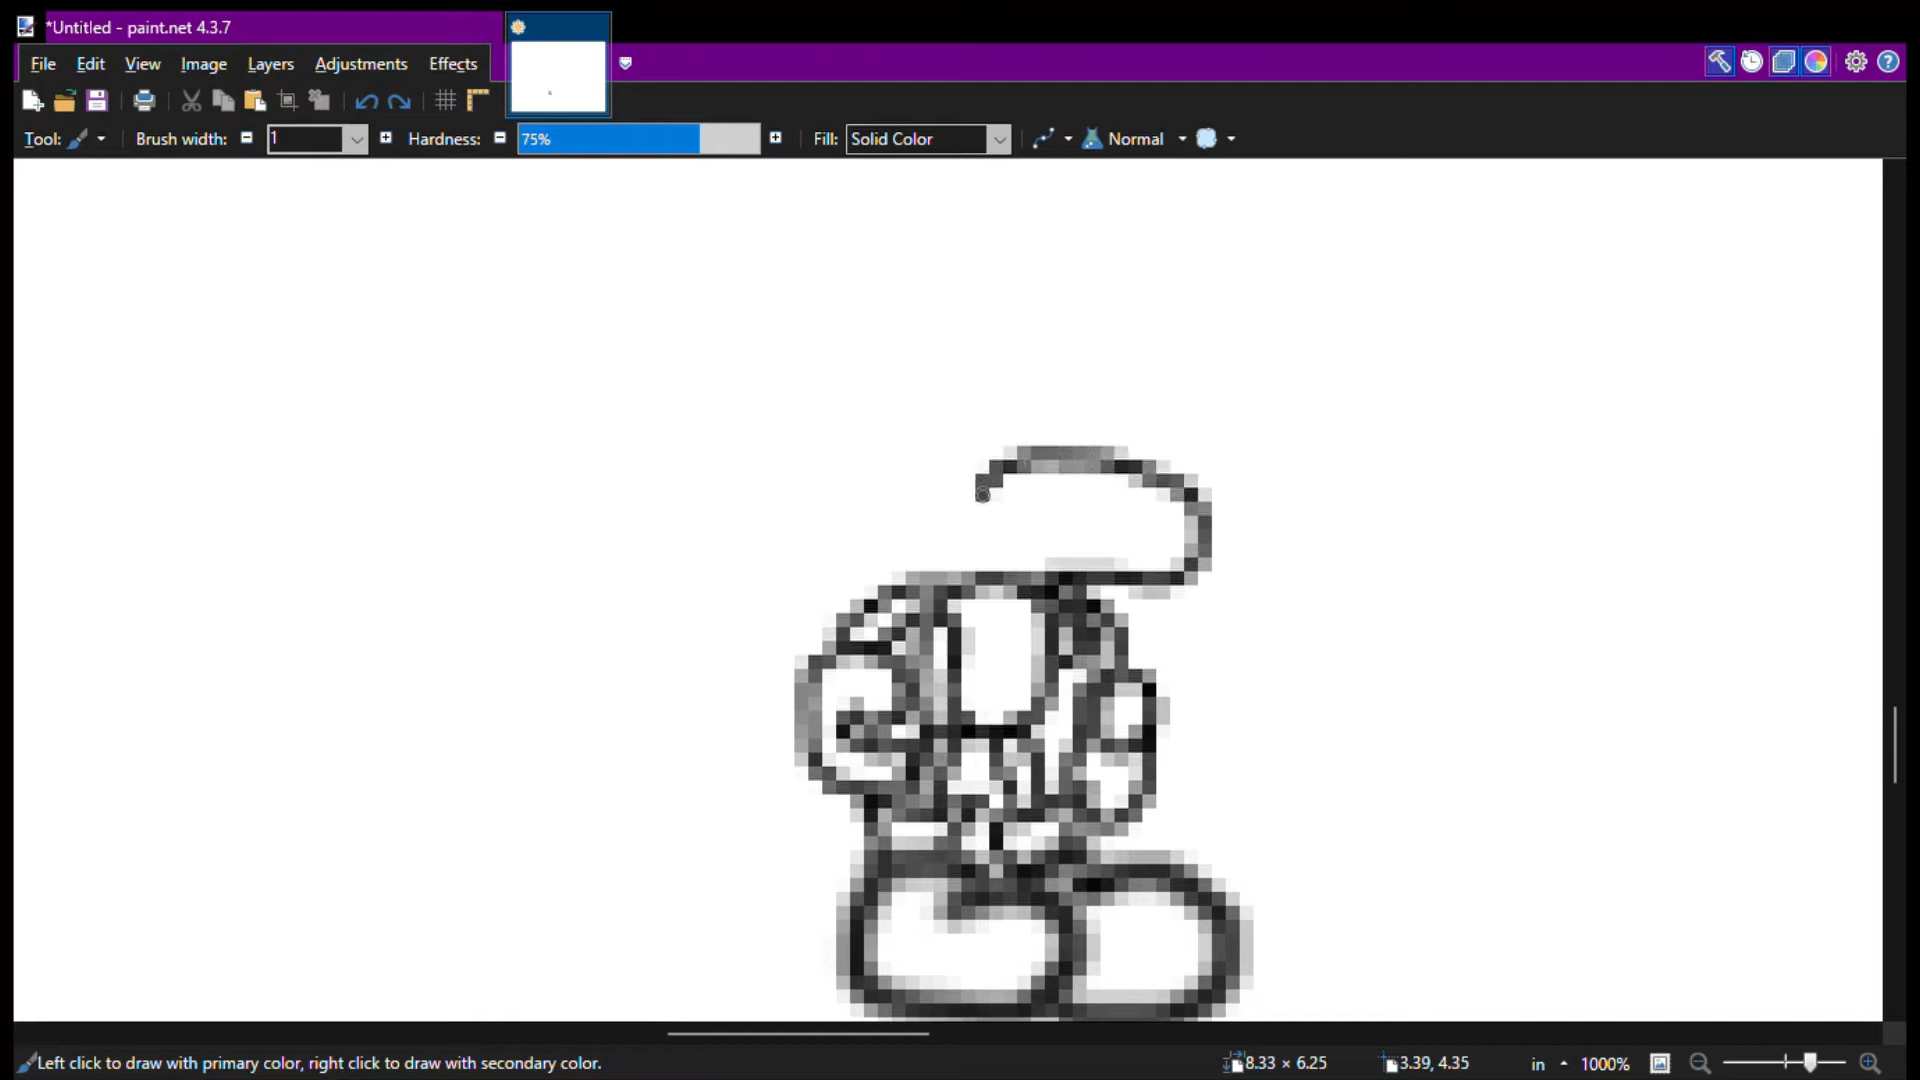 *Untitled - paint.net 4.3.7
File Edit View Image Layers Adjustments Effects
Tool: Brush width: 1 Hardness: 75% Fill: Solid Color Normal
Left click to draw with primary color, right click to draw with secondary color. 8.33 × 6.25 3.39, 4.35 in 1000%